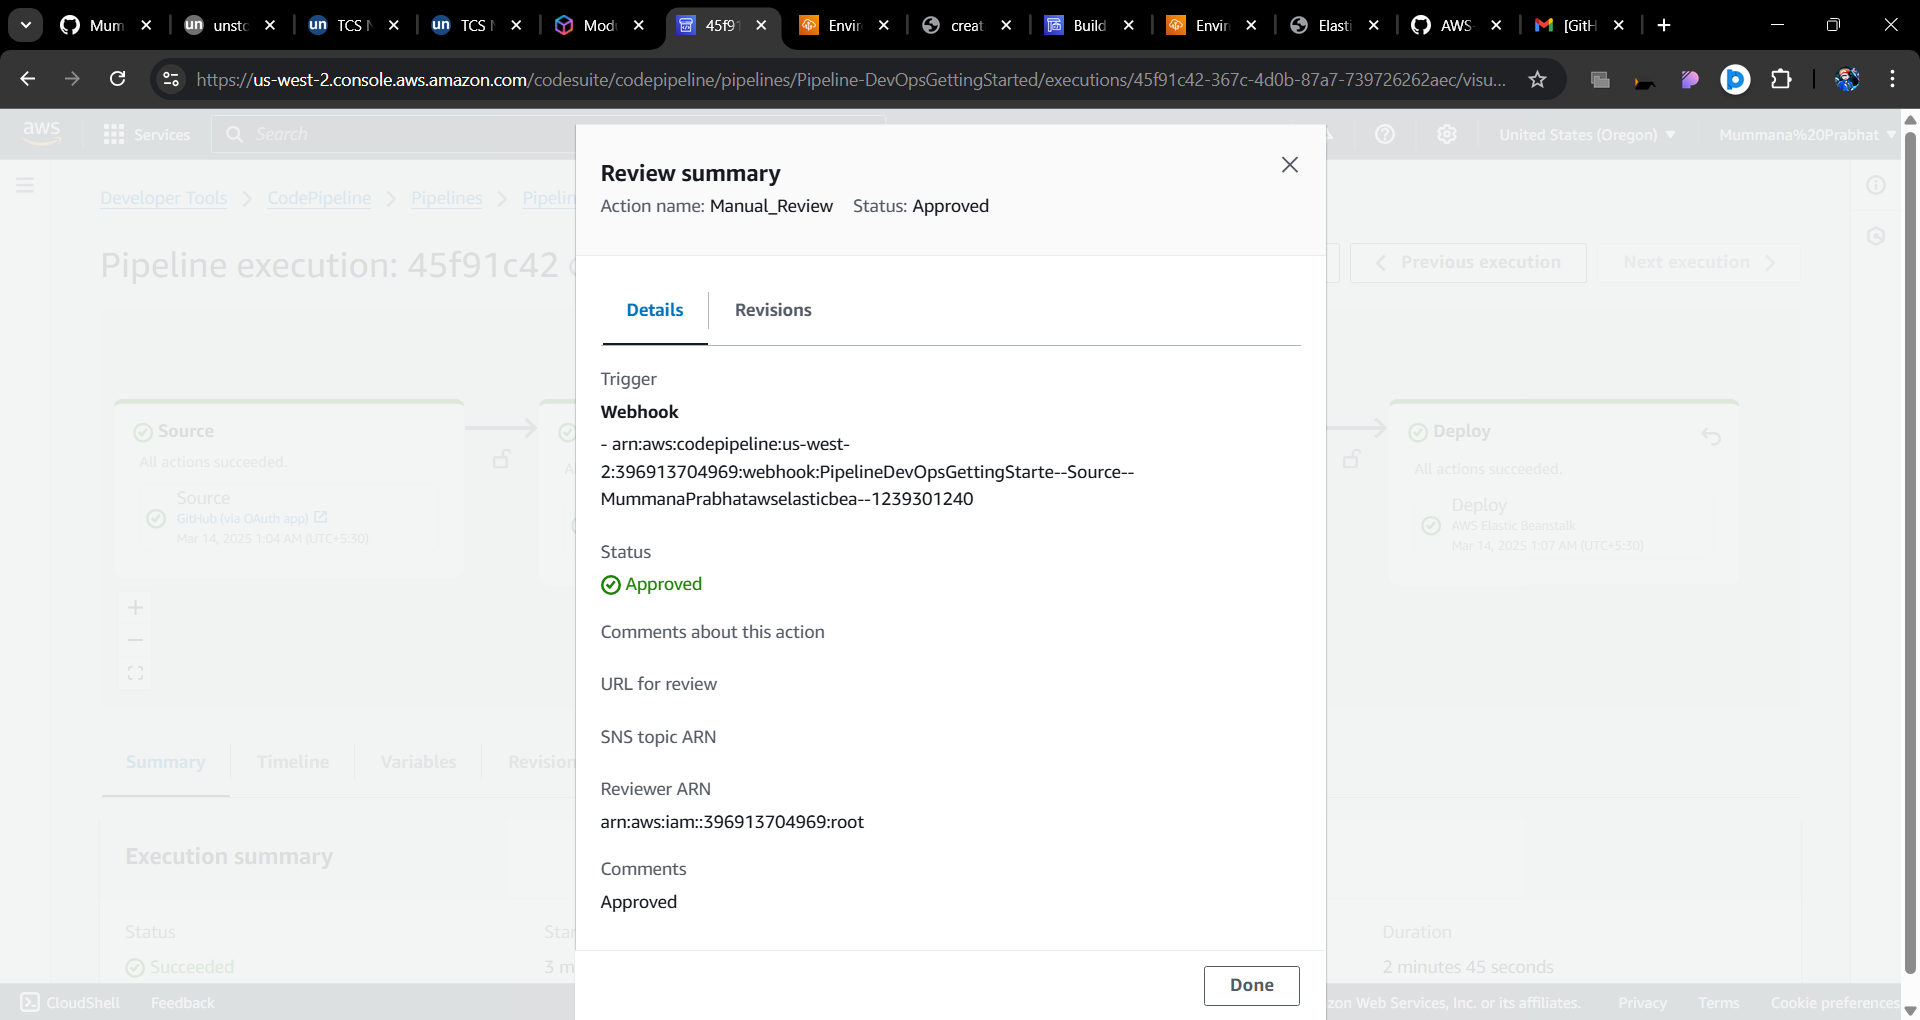 Mum
unsto
TCS N
TCS N
Modu
45f91
Envir
creat
Build
Envir
Elasti
AWS-
[GitH
https://us-west-2.console.aws.amazon.com/codesuite/codepipeline/pipelines/Pipeline-DevOpsGettingStarted/executions/45f91c42-367c-4d0b-87a7-739726262aec/visu...
aws
Services
Search
United States (Oregon)
Mummana%20Prabhat
Developer Tools
CodePipeline
Pipelines
Pipelin
Pipeline execution: 45f91c42
Previous execution
Next execution
Review summary
Action name: Manual_Review Status: Approved
Details
Revisions
Trigger
Webhook
- arn:aws:codepipeline:us-west-
2:396913704969:webhook:PipelineDevOpsGettingStarte--Source--
MummanaPrabhatawselasticbea--1239301240
Status
Approved
Comments about this action
URL for review
SNS topic ARN
Reviewer ARN
arn:aws:iam::396913704969:root
Comments
Approved
Done
Source
All actions succeeded.
Source
GitHub (via OAuth app)
Mar 14, 2025 1:04 AM (UTC+5:30)
Al
Deploy
All actions succeeded.
Deploy
AWS Elastic Beanstalk
Mar 14, 2025 1:07 AM (UTC+5:30)
Summary
Timeline
Variables
Revision
Execution summary
Status
Succeeded
Star
3 m
Duration
2 minutes 45 seconds
CloudShell
Feedback
zon Web Services, Inc. or its affiliates.
Privacy
Terms
Cookie preferences